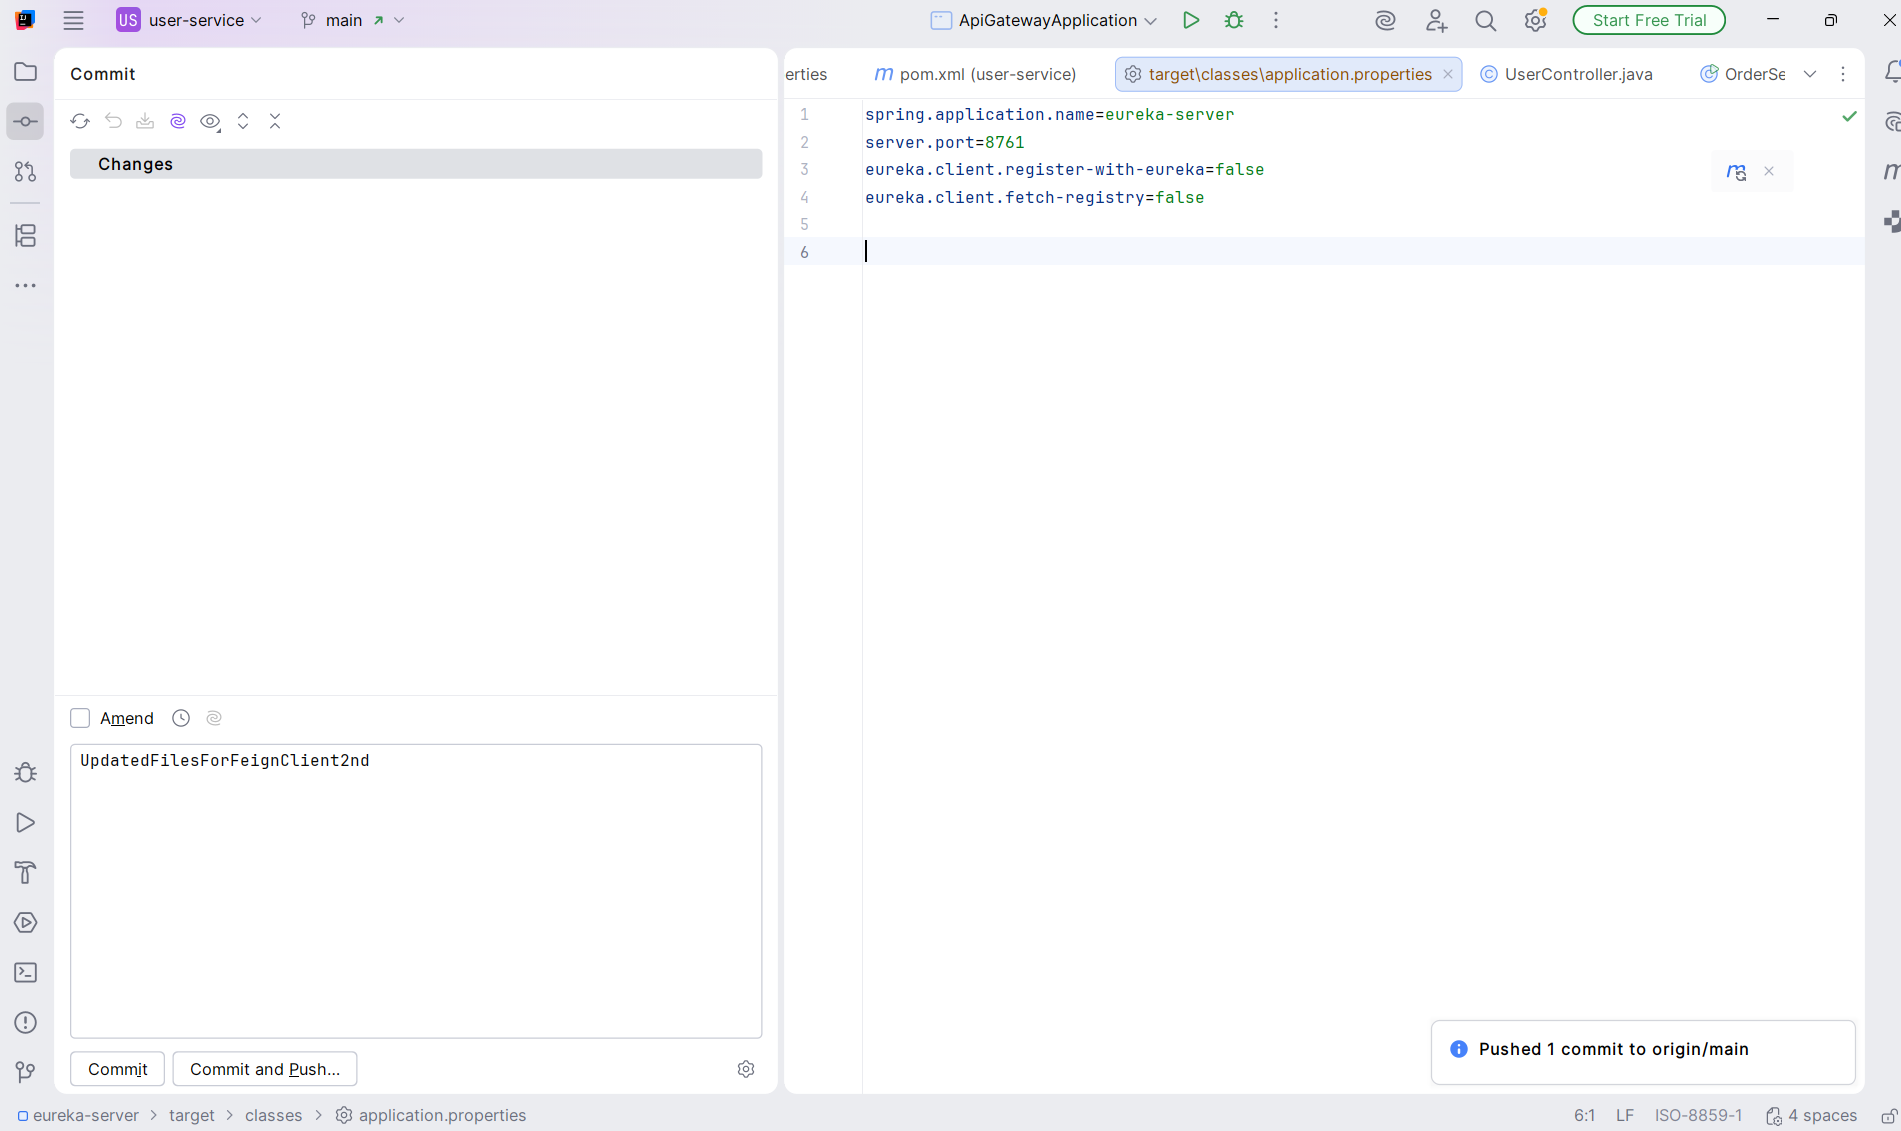 US user-service main ApiGatewayApplication Start Free Trial
Commit
erties pom.xml (user-service) target\classes\application.properties UserController.java OrderSe
Changes
1 spring.application.name=eureka-server
2 server.port=8761
3 eureka.client.register-with-eureka=false
4 eureka.client.fetch-registry=false
5
6
Amend
UpdatedFilesForFeignClient2nd
Commit Commit and Push...
Pushed 1 commit to origin/main
eureka-server > target > classes > application.properties 6:1 LF ISO-8859-1 4 spaces